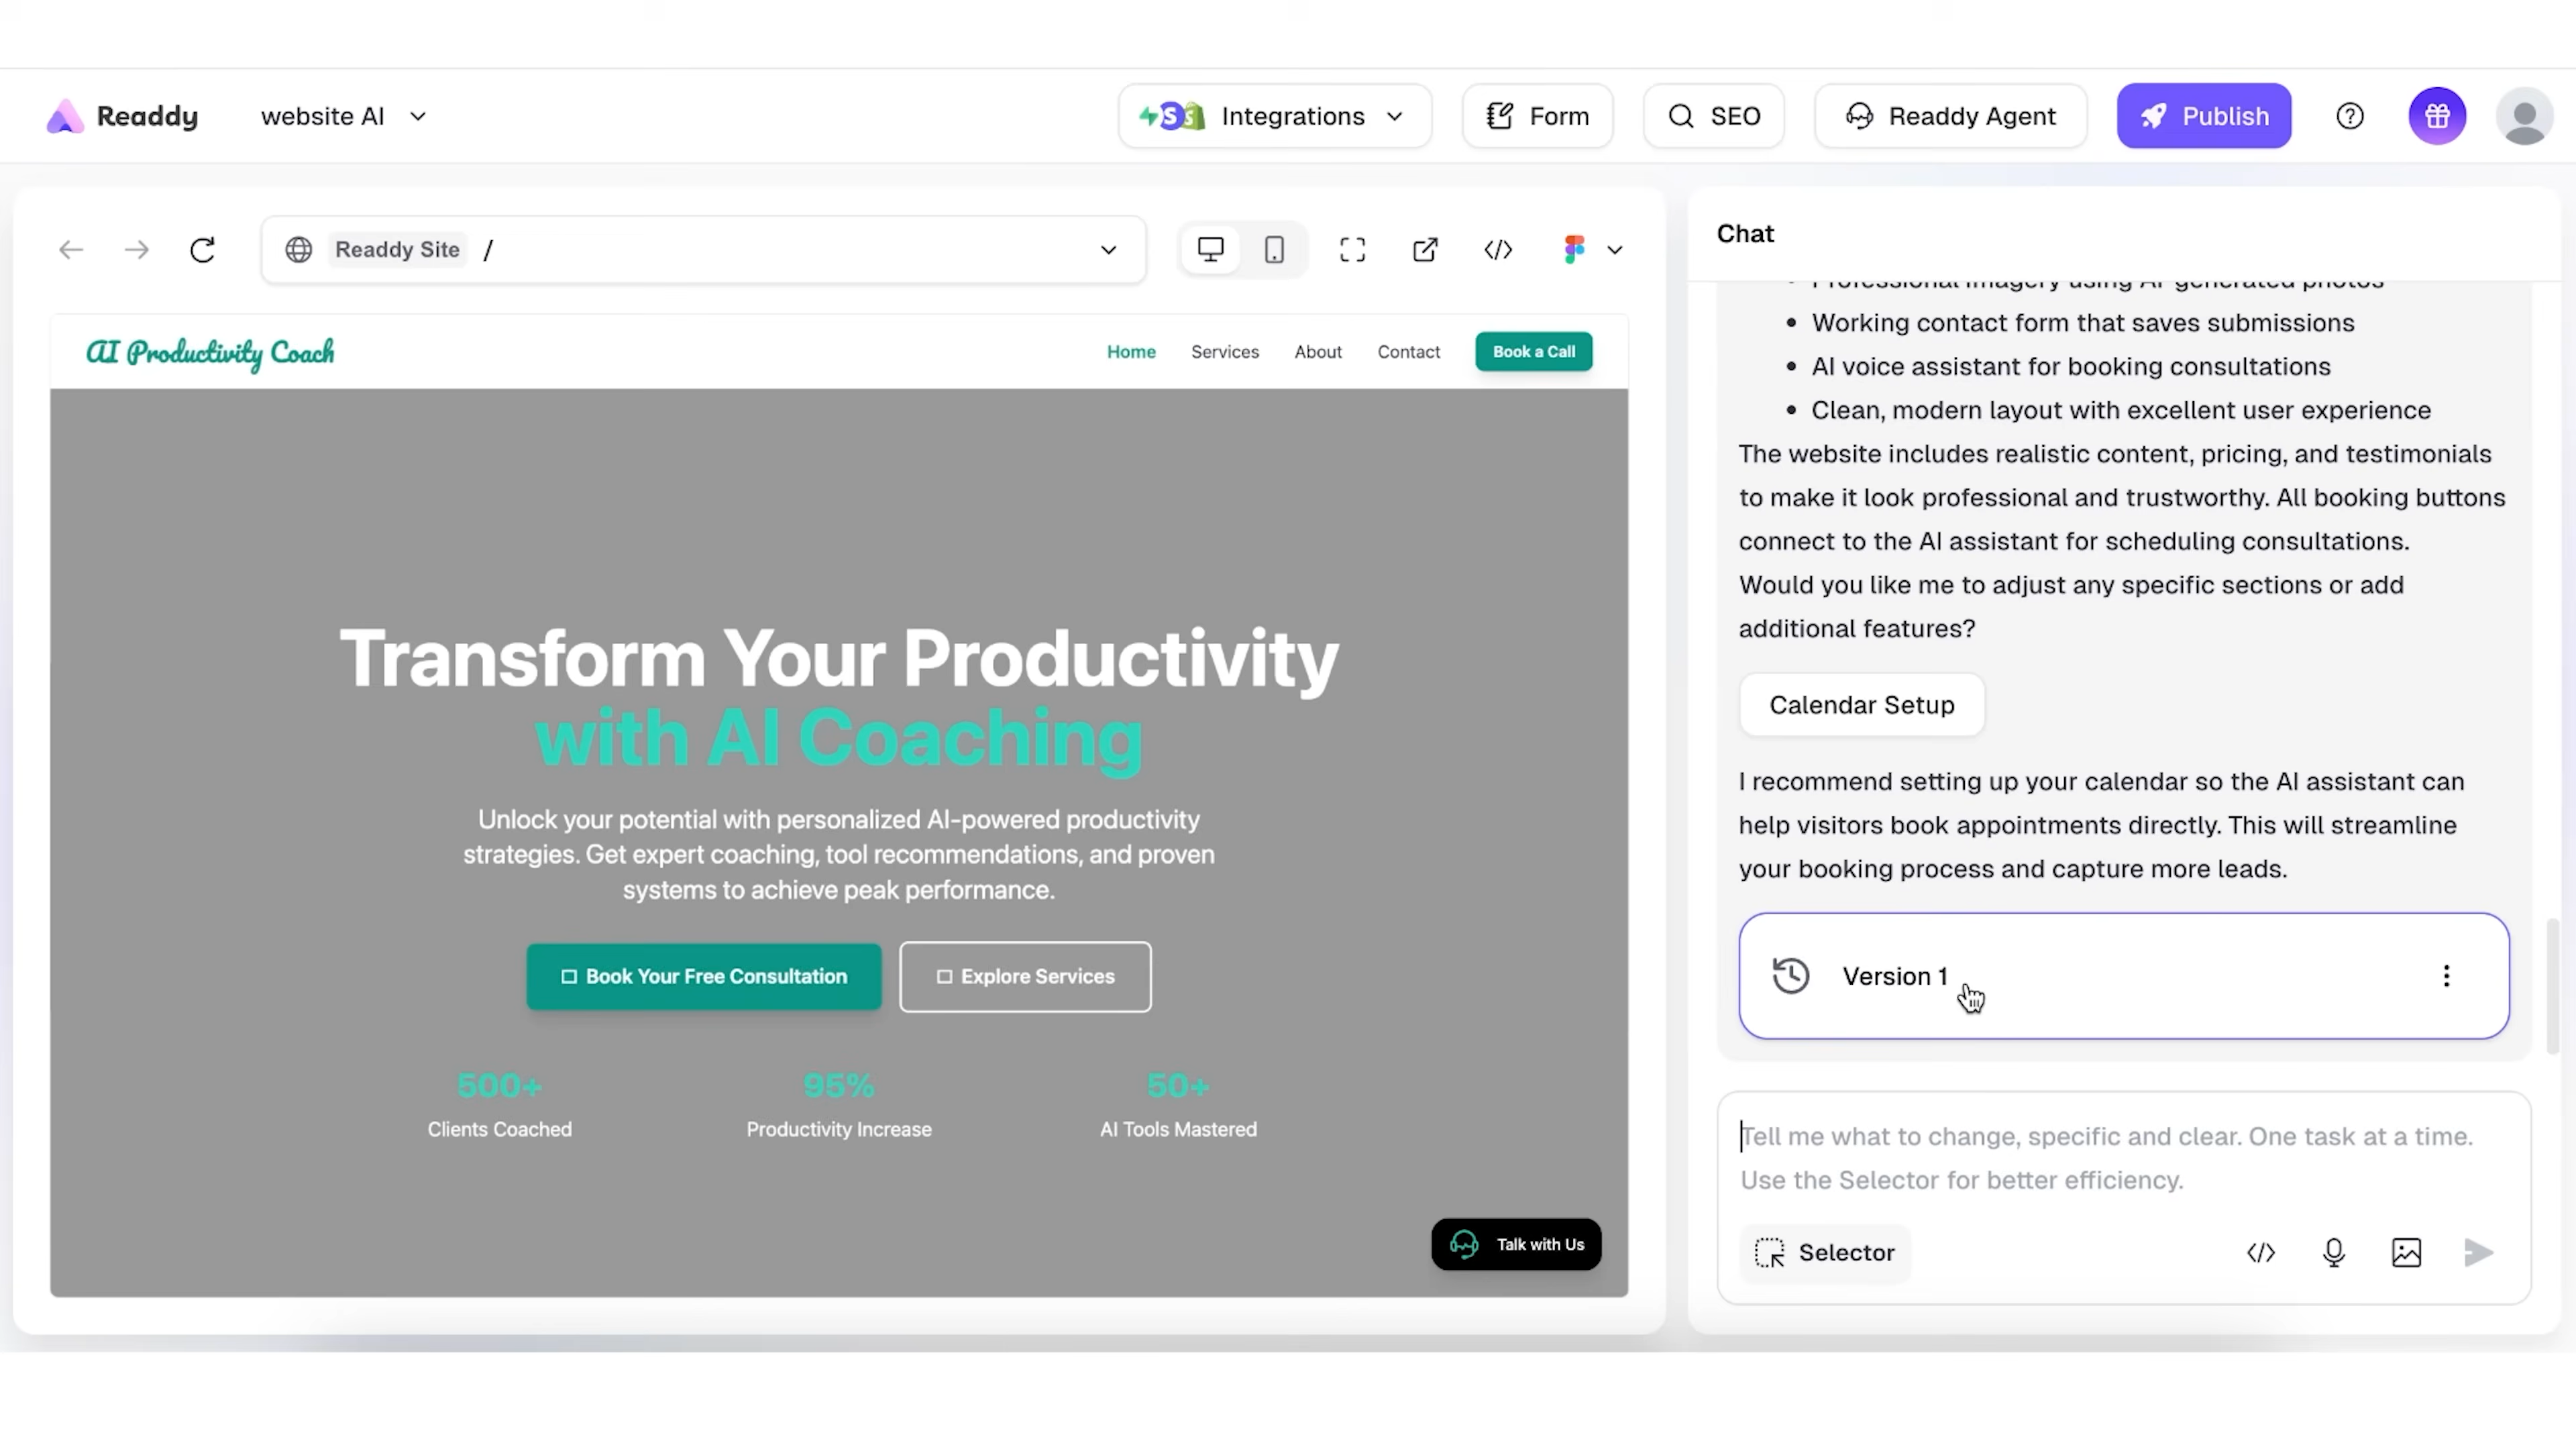 Readdy
website AI
Integrations
Form
SEO
Readdy Agent
Publish
Readdy Site /
Chat
AI Productivity Coach
Home
Services
About
Contact
Book a Call
Transform Your Productivity
with AI Coaching
Unlock your potential with personalized AI-powered productivity
strategies. Get expert coaching, tool recommendations, and proven
systems to achieve peak performance.
Book Your Free Consultation
Explore Services
500+
Clients Coached
95%
Productivity Increase
50+
AI Tools Mastered
Talk with Us
Professional imagery using AI-generated photos
• Working contact form that saves submissions
• AI voice assistant for booking consultations
• Clean, modern layout with excellent user experience
The website includes realistic content, pricing, and testimonials
to make it look professional and trustworthy. All booking buttons
connect to the AI assistant for scheduling consultations.
Would you like me to adjust any specific sections or add
additional features?
Calendar Setup
I recommend setting up your calendar so the AI assistant can
help visitors book appointments directly. This will streamline
your booking process and capture more leads.
Version 1
Tell me what to change, specific and clear. One task at a time.
Use the Selector for better efficiency.
Selector